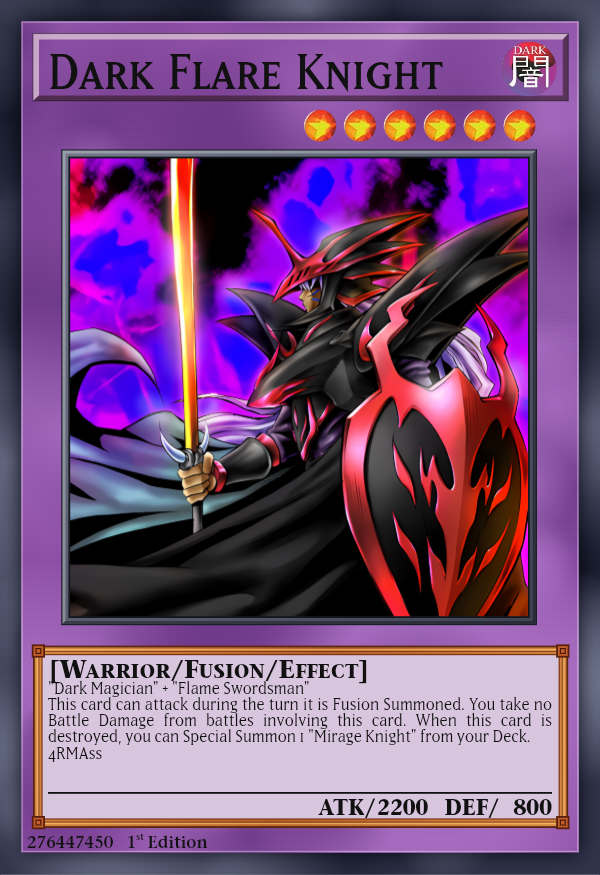 Dark Flare Knight
DARK
闇
[Warrior/Fusion/Effect]
"Dark Magician" + "Flame Swordsman"
This card can attack during the turn it is Fusion Summoned. You take no
Battle Damage from battles involving this card. When this card is
destroyed, you can Special Summon 1 "Mirage Knight" from your Deck.
4RMAss
ATK/2200 DEF/ 800
276447450 1st Edition